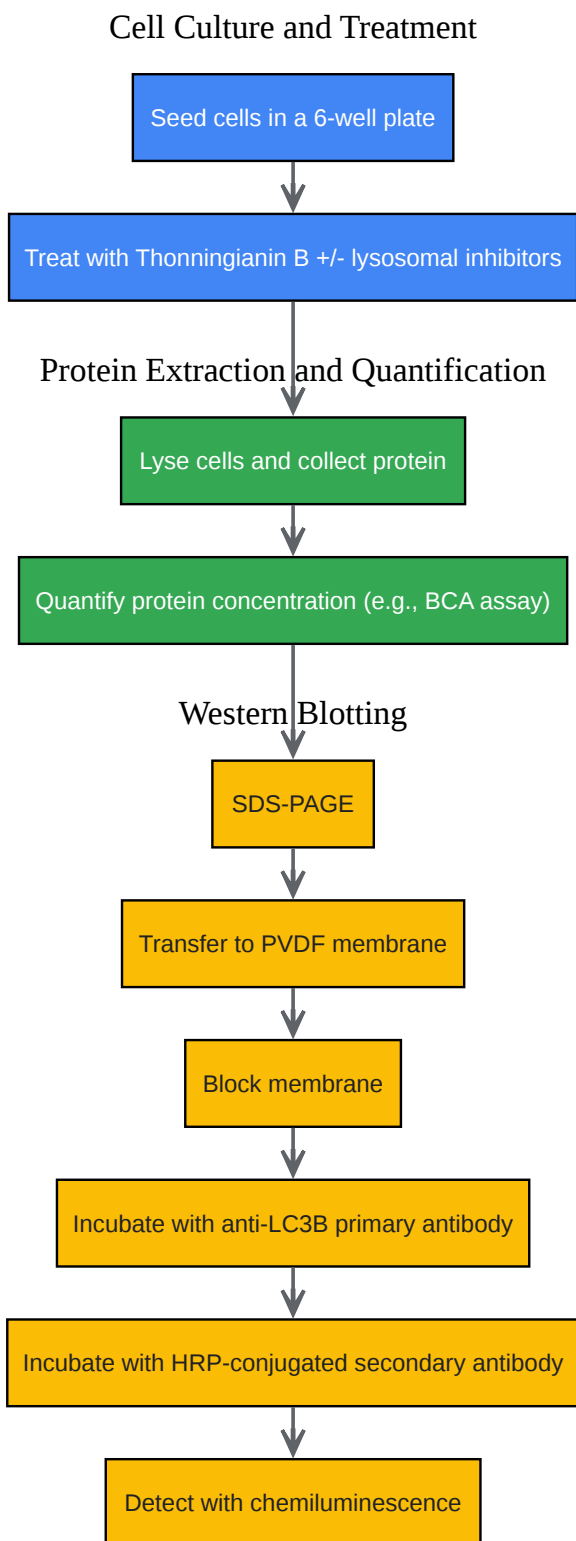 Cell Culture and Treatment
Seed cells in a 6-well plate
Treat with Thonningianin B +/- lysosomal inhibitors
Protein Extraction and Quantification
Lyse cells and collect protein
Quantify protein concentration (e.g., BCA assay)
Western Blotting
SDS-PAGE
Transfer to PVDF membrane
Block membrane
Incubate with anti-LC3B primary antibody
Incubate with HRP-conjugated secondary antibody
Detect with chemiluminescence